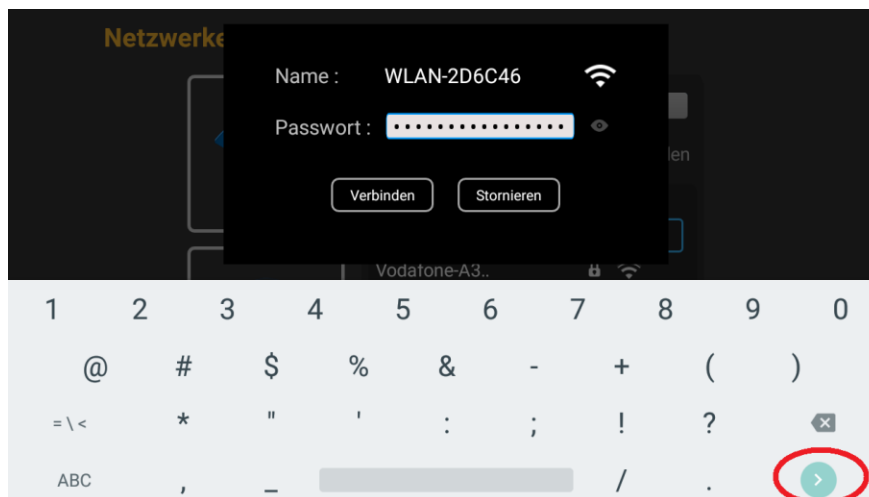 Netzwerke
Name : WLAN-2D6C46
Passwort : ................
den
Verbinden Stornieren
Vodafone-A3..
1 2 3 4 5 6 7 8 9 0
@ # $ % & - + ( )
= \ < * " ' : ; ! ?
ABC , _ / .